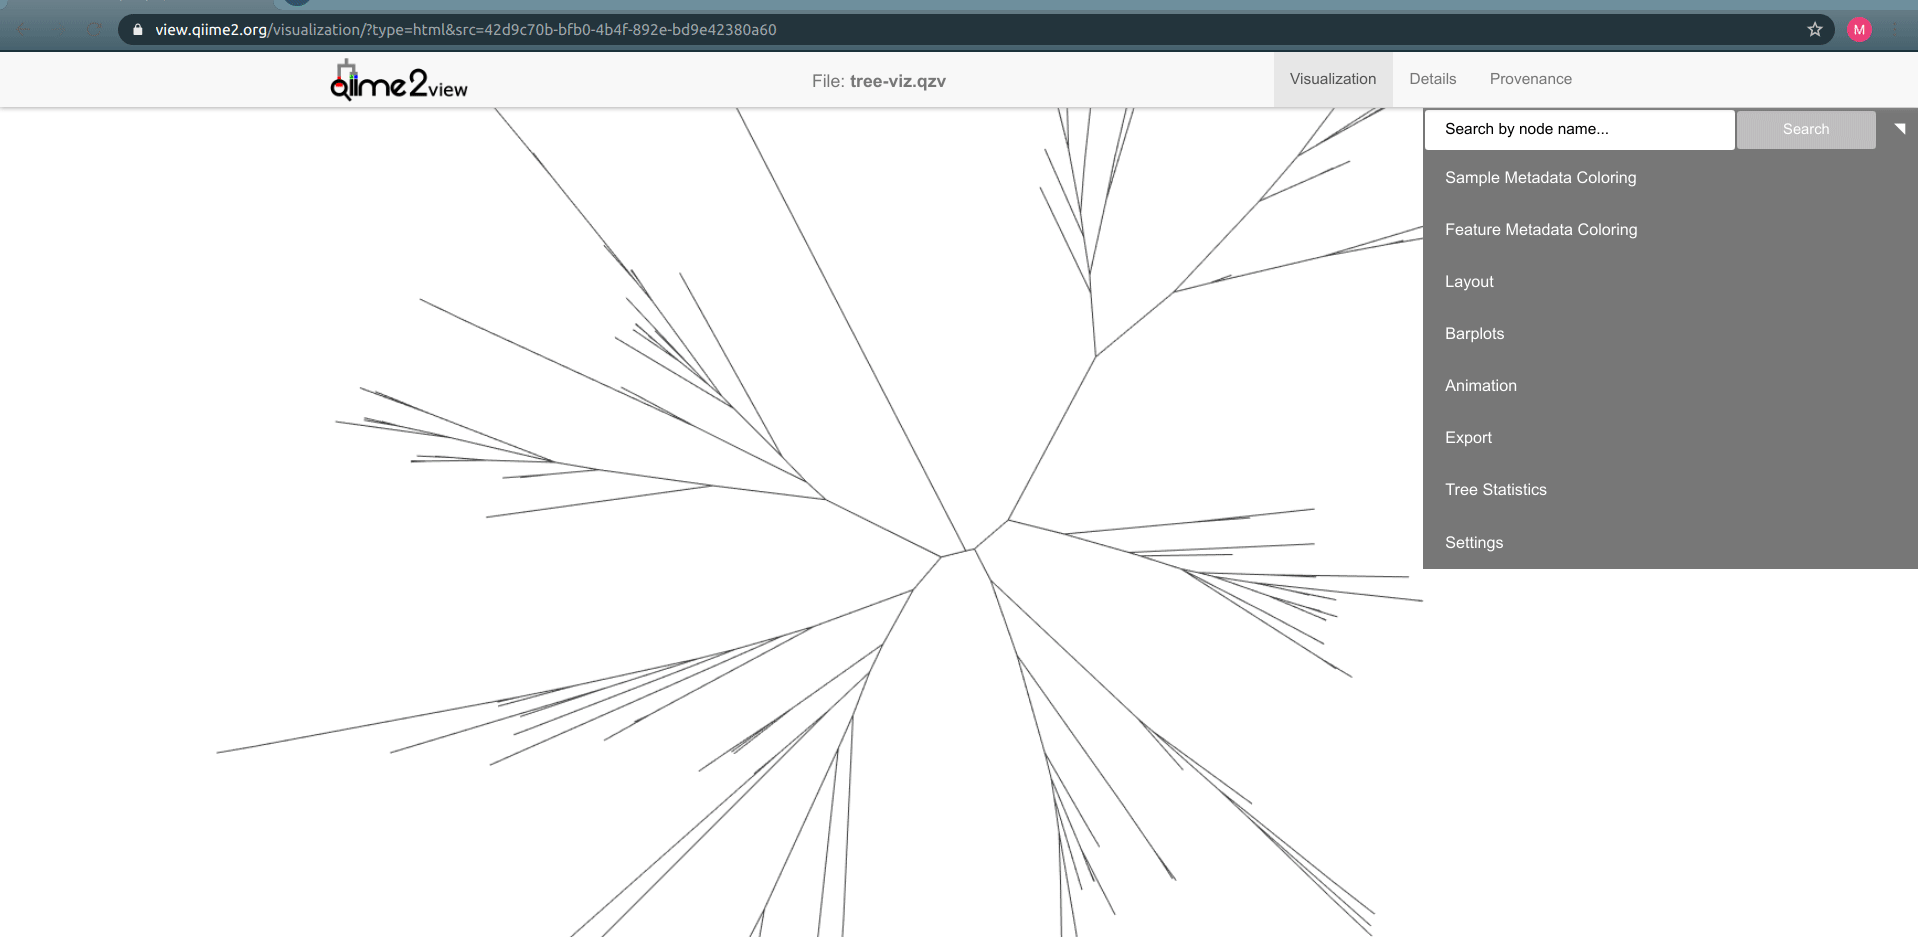 view.qiime2.org/visualization/?type=html&src=42d9c70b-bfb0-4b4f-892e-bd9e42380a60
M
qiime2view
File: tree-viz.qzv
Visualization
Details
Provenance
Search by node name...
Search
Sample Metadata Coloring
Feature Metadata Coloring
Layout
Barplots
Animation
Export
Tree Statistics
Settings